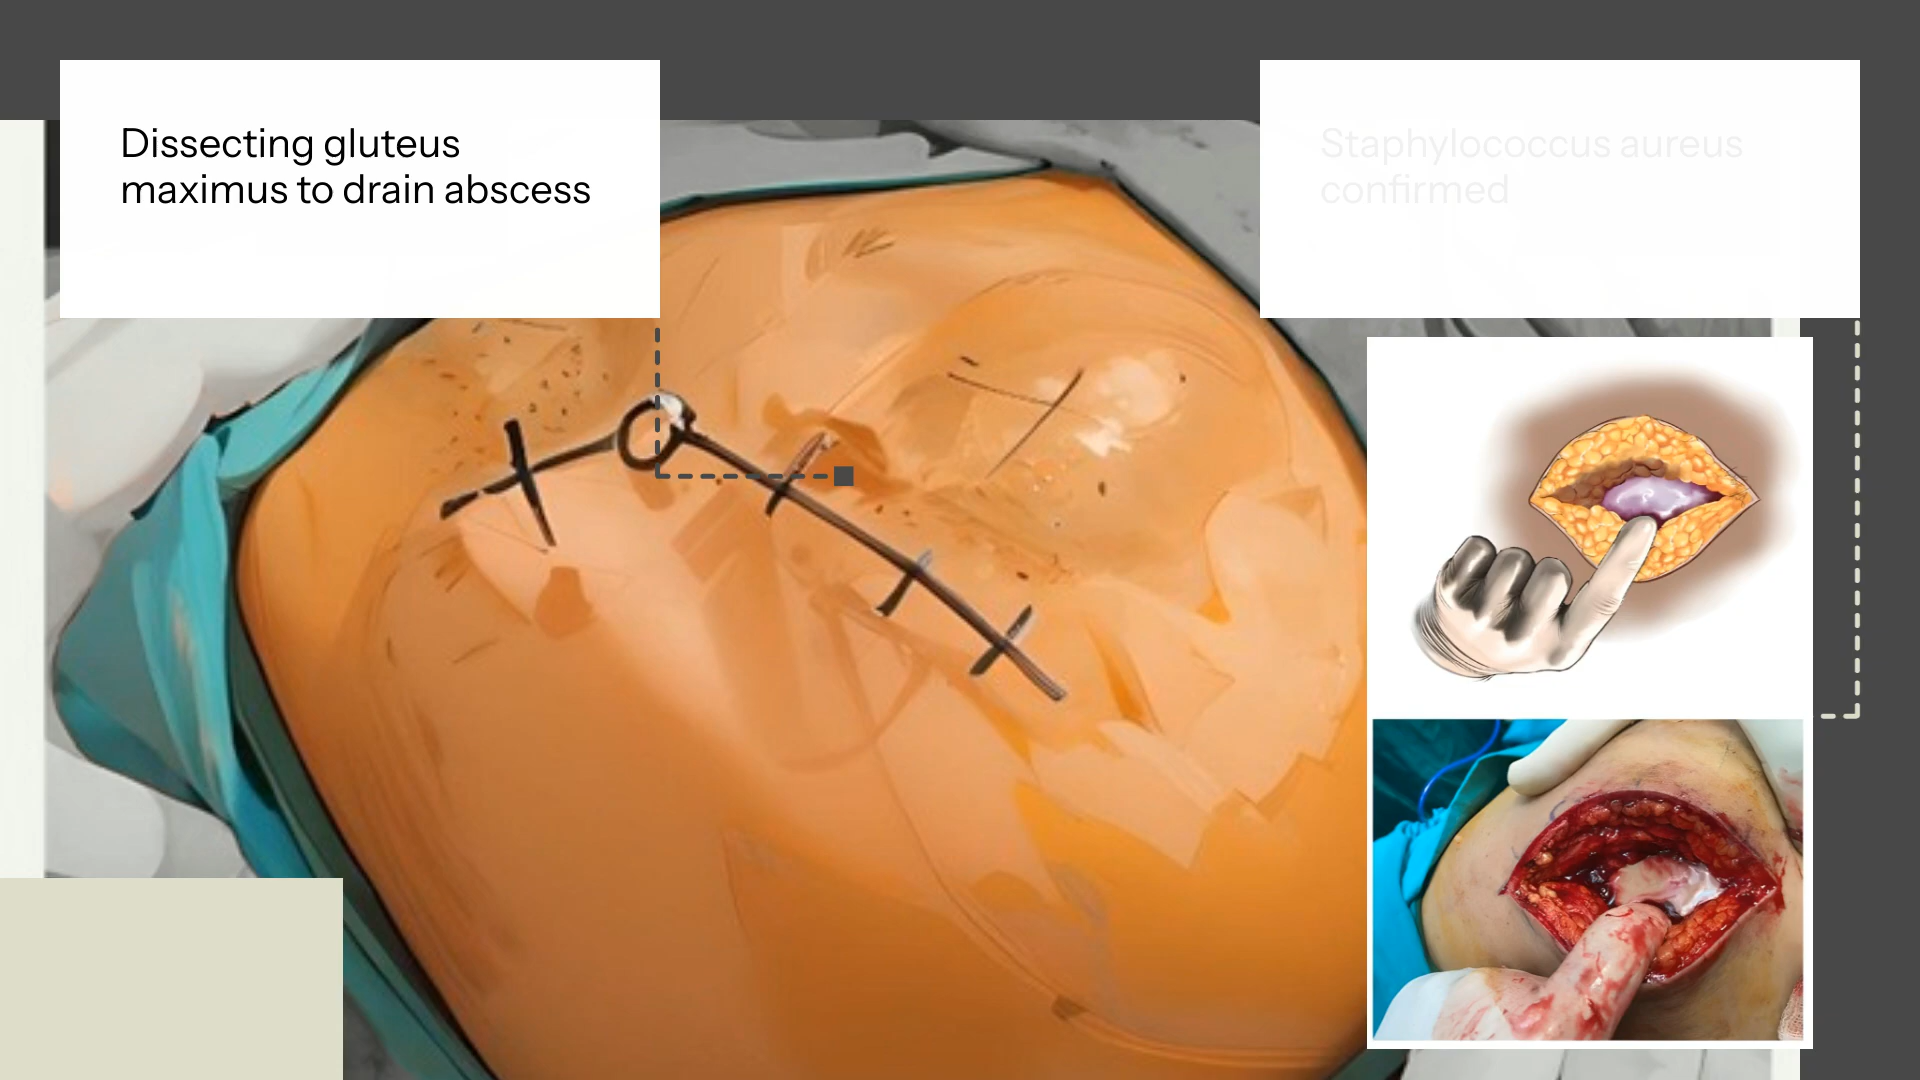 Dissecting gluteus
maximus to drain abscess
Staphylococcus aureus
confirmed